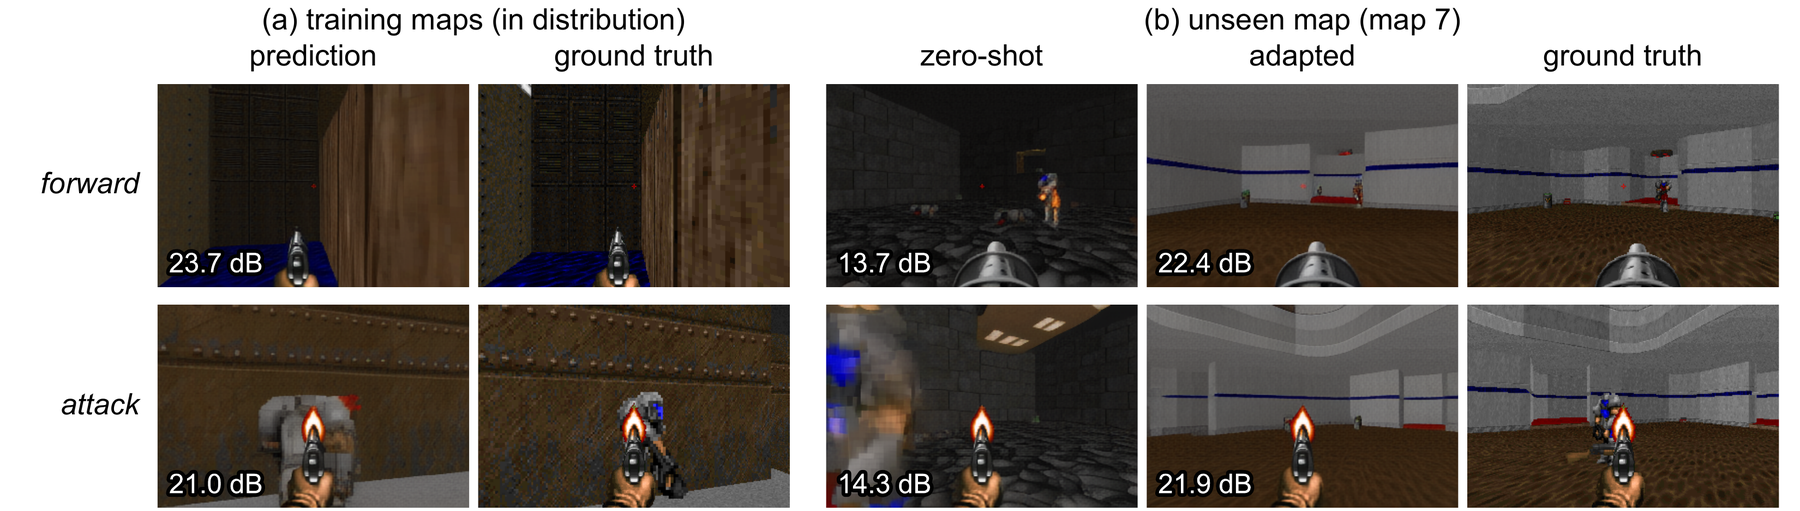 (a) training maps (in distribution)
(b) unseen map (map 7)
prediction
ground truth
zero-shot
adapted
ground truth
forward
23.7 dB
13.7 dB
22.4 dB
attack
21.0 dB
14.3 dB
21.9 dB